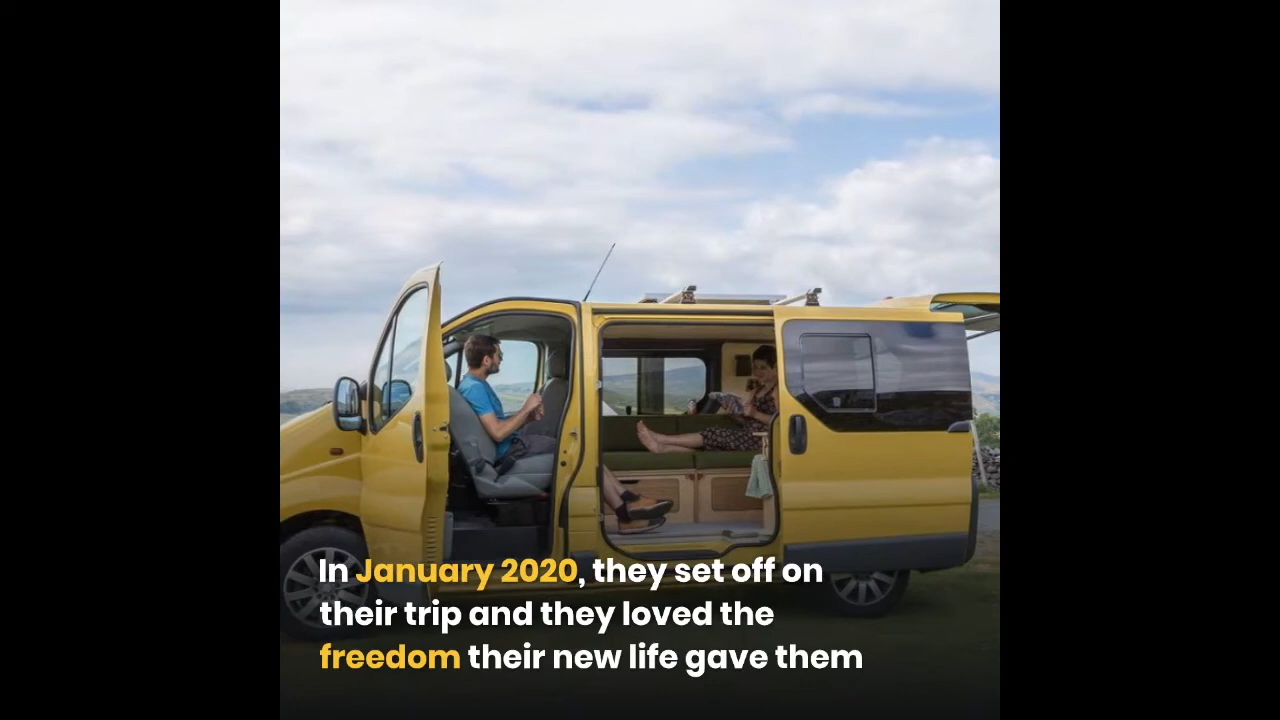 In January 2020, they set off on
their trip and they loved the
freedom their new life gave them